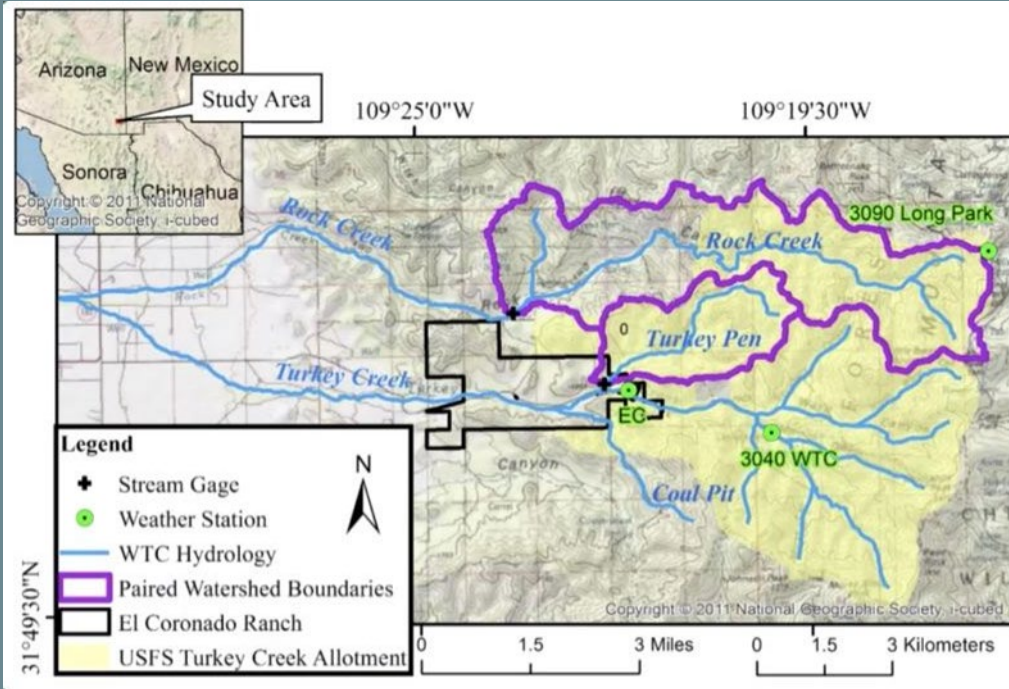 Arizona
New Mexico
Study Area
Sonora
Chihuahua
Copyright: © 2011 National
Geographic Society, i-cubed
109°25'0"W
109°19'30"W
3090 Long Park
Rock Creek
Rock Creek
Turkey Pen
0
Turkey Creek
EC
3040 WTC
Canyon
Coal Pit
Legend
Stream Gage
Weather Station
WTC Hydrology
Paired Watershed Boundaries
El Coronado Ranch
USFS Turkey Creek Allotment
N
31°49'30"N
Copyright © 2011 National Geographic Society, i-cubed
0 1.5 3 Miles
0 1.5 3 Kilometers